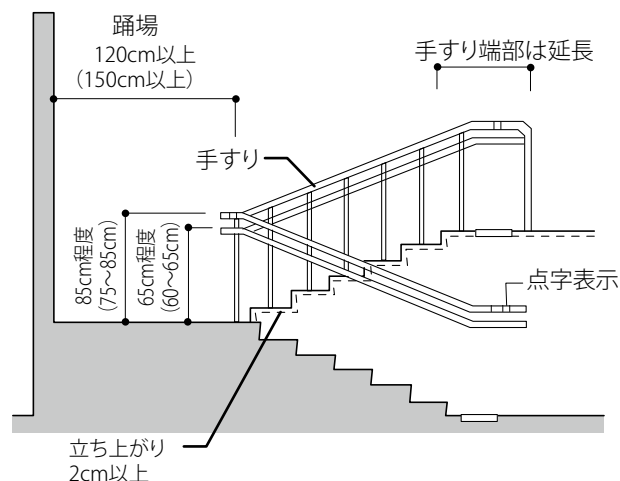 踊場
120cm以上
（150cm以上）
手すり端部は延長
手すり
85cm程度
(75〜85cm)
65cm程度
(60〜65cm)
点字表示
立ち上がり
2cm以上